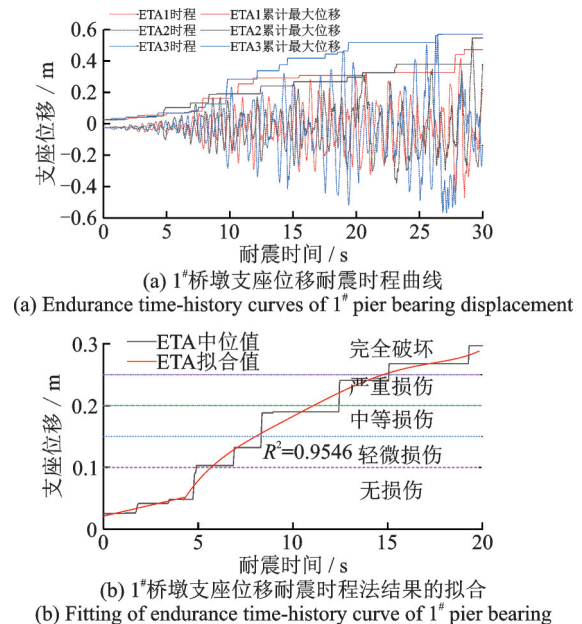 ETA1时程 ETA1累计最大位移
ETA2时程 ETA2累计最大位移
ETA3时程 ETA3累计最大位移
0.6
0.4
0.2
0
−0.2
−0.4
−0.6
支座位移 / m
0 5 10 15 20 25 30
耐震时间 / s
(a) 1#桥墩支座位移耐震时程曲线
(a) Endurance time-history curves of 1# pier bearing displacement
ETA中位值
ETA拟合值
0.3
0.2
0.1
0
支座位移 / m
完全破坏
严重损伤
中等损伤
R²=0.9546 轻微损伤
无损伤
0 5 10 15 20
耐震时间 / s
(b) 1#桥墩支座位移耐震时程法结果的拟合
(b) Fitting of endurance time-history curve of 1# pier bearing